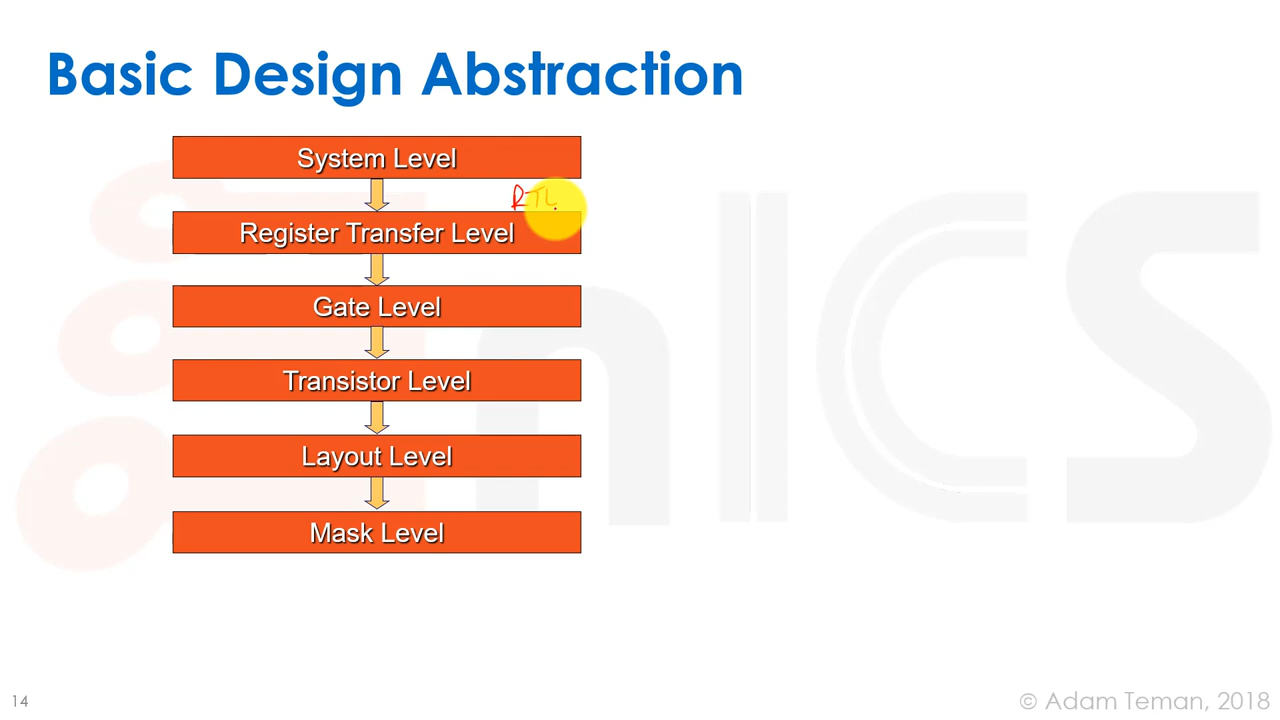 Basic Design Abstraction
System Level
RTL
Register Transfer Level
Gate Level
Transistor Level
Layout Level
Mask Level
14
© Adam Teman, 2018
EnICS